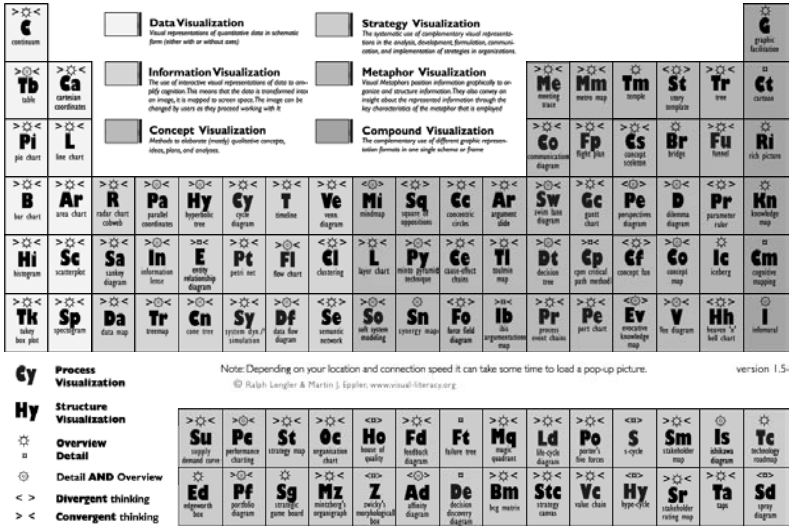 C
continuum
Data Visualization
Visual representations of quantitative data in schematic
form (either with or without axes)
Strategy Visualization
The systematic use of complementary visual representa-
tions in the analysis, development, formulation, communi-
cation, and implementation of strategies in organizations.
G
graphic
facilitation
Tb
table
Ca
cartesian
coordinates
Information Visualization
The use of interactive visual representations of data to am-
plify cognition. This means that the data is transformed into
an image, it is mapped to screen space. The image can be
changed by users as they proceed working with it
Metaphor Visualization
Visual Metaphors position information graphically to or-
ganize and structure information. They also convey an
insight about the represented information through the
key characteristics of the metaphor that is employed
Me
meeting
trace
Mm
metro map
Tm
temple
St
story
template
Tr
tree
Ct
cartoon
Pi
pie chart
L
line chart
Concept Visualization
Methods to elaborate (mostly) qualitative concepts,
ideas, plans, and analyses.
Compound Visualization
The complementary use of different graphic represen-
tation formats in one single schema or frame
Co
communication
diagram
Fp
flight plan
Cs
concept
sceleton
Br
bridge
Fu
funnel
Ri
rich picture
B
bar chart
Ar
area chart
R
radar chart
cobweb
Pa
parallel
coordinates
Hy
hyperbolic
tree
Cy
cycle
diagram
T
timeline
Ve
venn
diagram
Mi
mindmap
Sq
square of
oppositions
Cc
concentric
circles
Ar
argument
slide
Sw
swim lane
diagram
Gc
gantt
chart
Pe
perspectives
diagram
D
dilemma
diagram
Pr
parameter
ruler
Kn
knowledge
map
Hi
histogram
Sc
scatterplot
Sa
sankey
diagram
In
information
lense
E
entity
relationship
diagram
Pt
petri net
Fl
flow chart
Cl
clustering
L
layer chart
Py
minto pyramid
technique
Ce
cause-effect
chains
Tl
toulmin
map
Dt
decision
tree
Cp
cpm critical
path method
Cf
concept fan
Co
concept
map
Ic
iceberg
Cm
cognitive
mapping
Tk
tukey
box plot
Sp
spectogram
Da
data map
Tr
treemap
Cn
cone tree
Sy
system dyn./
simulation
Df
data flow
diagram
Se
semantic
network
So
soft system
modeling
Sn
synergy map
Fo
force field
diagram
Ib
ibis
argumentation
map
Pr
process
event chains
Pe
pert chart
Ev
evocative
knowledge
map
V
Vee diagram
Hh
heaven 'n'
hell chart
I
infomural
Cy
Process
Visualization
Note: Depending on your location and connection speed it can take some time to load a pop-up picture.
© Ralph Lengler & Martin J. Eppler, www.visual-literacy.org
version 1.5
Hy
Structure
Visualization
Overview
Detail
Detail AND Overview
< > Divergent thinking
> < Convergent thinking
Su
supply
demand curve
Pc
performance
charting
St
strategy map
Oc
organisation
chart
Ho
house of
quality
Fd
feedback
diagram
Ft
failure tree
Mq
magic
quadrant
Ld
life-cycle
diagram
Po
porter's
five forces
S
s-cycle
Sm
stakeholder
map
Is
ishikawa
diagram
Tc
technology
roadmap
Ed
edgeworth
box
Pf
portfolio
diagram
Sg
strategic
game board
Mz
mintzberg's
organigraph
Z
zwicky's
morphological
box
Ad
affinity
diagram
De
decision
discovery
diagram
Bm
bcg matrix
Stc
strategy
canvas
Vc
value chain
Hy
hype-cycle
Sr
stakeholder
rating map
Ta
taps
Sd
spray
diagram